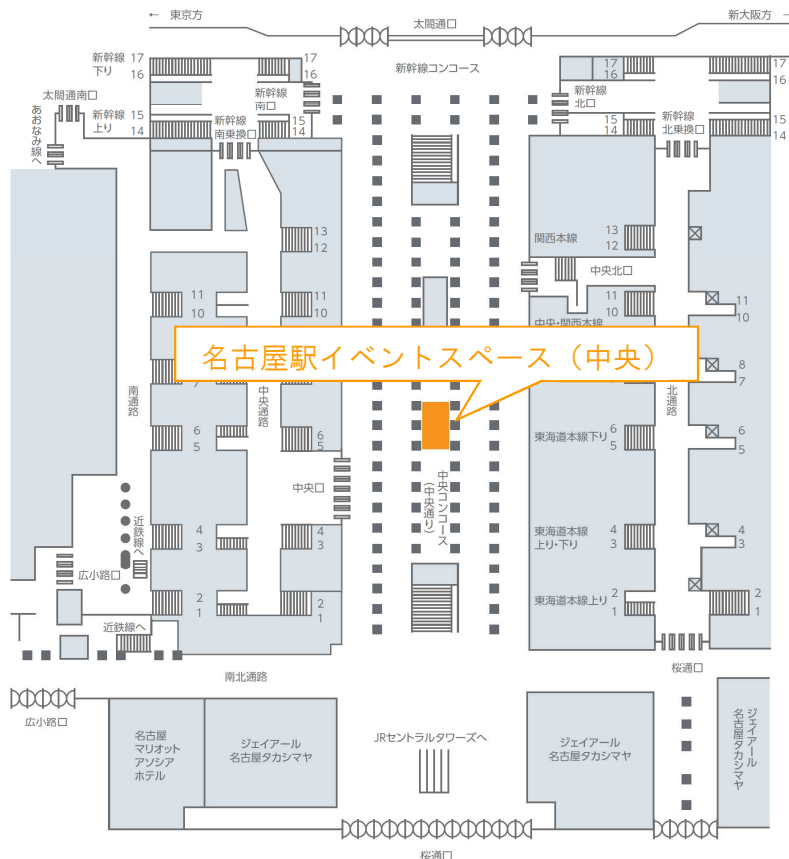 ← 東京方
太閤通口
新大阪方
新幹線
下り
17
16
17
16
新幹線コンコース
17
16
17
16
太閤通南口
新幹線
南口
新幹線
北口
あおなみ線へ
新幹線
上り
15
14
新幹線
南乗換口
15
14
15
14
新幹線
北乗換口
15
14
13
12
関西本線
13
12
中央北口
11
10
11
10
11
10
11
10
中央・関西本線
名古屋駅イベントスペース（中央）
8
7
7
南通路
中央通路
北通路
6
5
6
5
東海道本線下り
6
5
6
5
中央口
中央コンコース
（中央通り）
近鉄線へ
4
3
4
3
東海道本線
上り・下り
4
3
4
3
広小路口
2
1
2
1
東海道本線上り
2
1
2
1
近鉄線へ
南北通路
桜通口
広小路口
名古屋
マリオット
アソシア
ホテル
ジェイアール
名古屋タカシマヤ
JRセントラルタワーズへ
ジェイアール
名古屋タカシマヤ
ジェイアール
名古屋タカシマヤ
桜通口